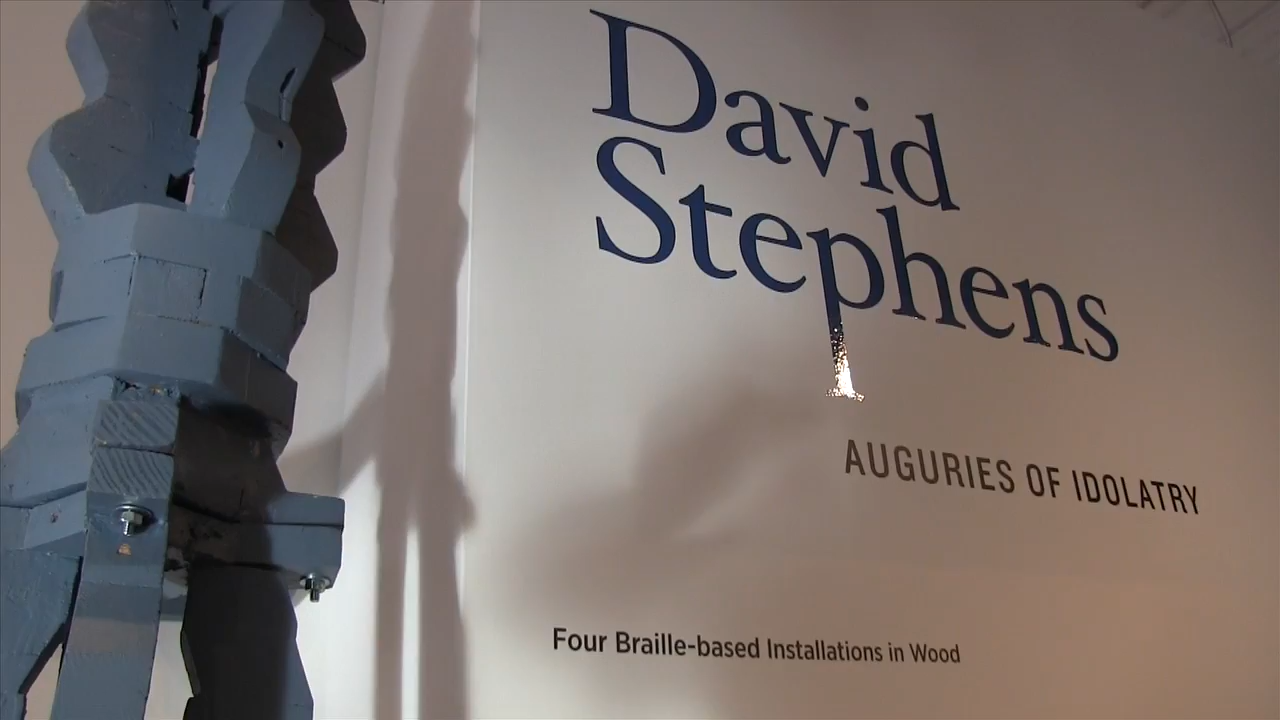 David
Stephens
AUGURIES OF IDOLATRY
Four Braille-based Installations in Wood